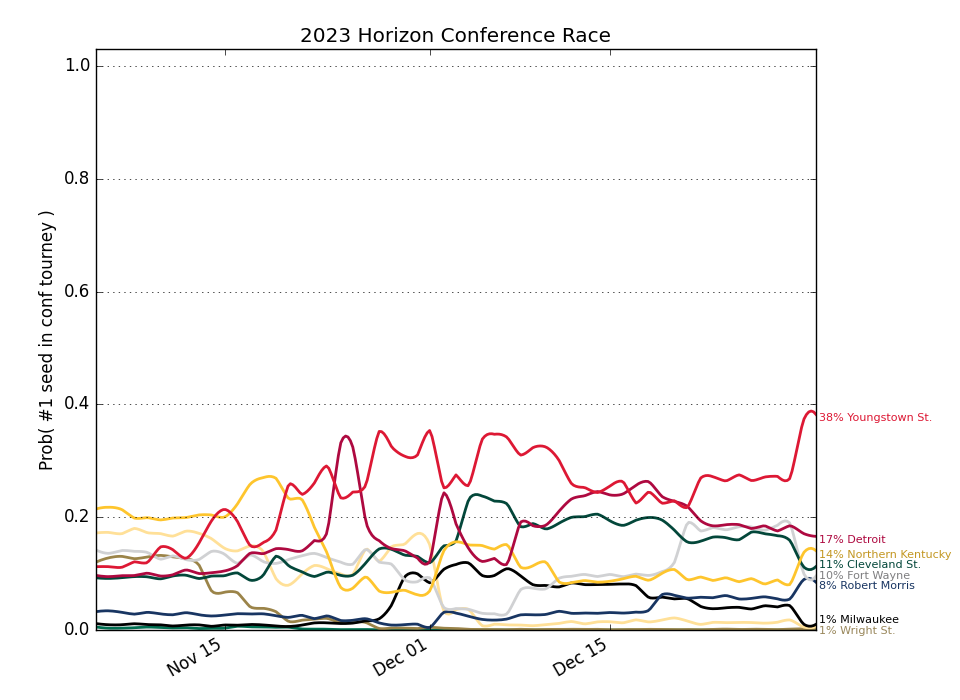 2023 Horizon Conference Race
Prob( #1 seed in conf tourney )
1.0
0.8
0.6
0.4
0.2
0.0
Nov 15
Dec 01
Dec 15
38% Youngstown St.
17% Detroit
14% Northern Kentucky
11% Cleveland St.
10% Fort Wayne
8% Robert Morris
1% Milwaukee
1% Wright St.